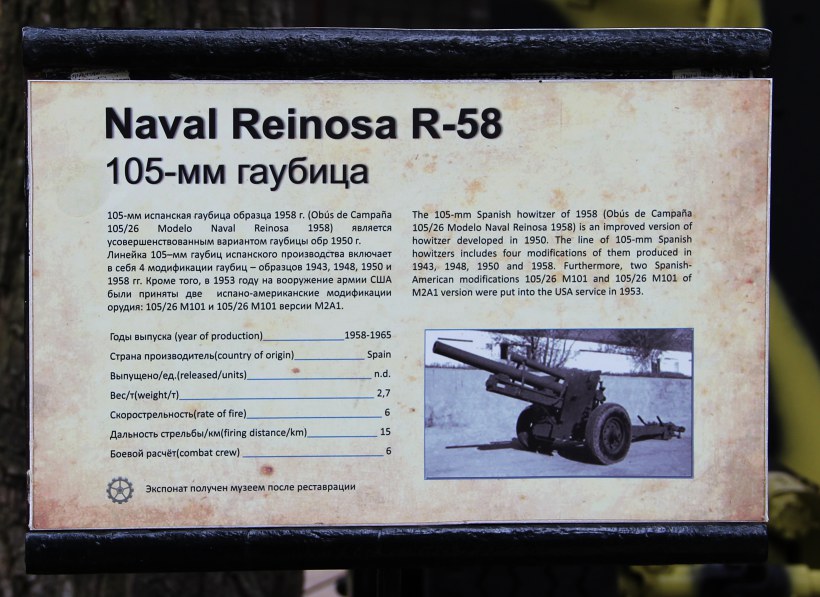 Naval Reinosa R-58
105-мм гаубица
105-мм испанская гаубица образца 1958 г. (Obús de Campaña
105/26 Modelo Naval Reinosa 1958) является
усовершенствованным вариантом гаубицы обр 1950 г.
Линейка 105–мм гаубиц испанского производства включает
в себя 4 модификации гаубиц – образцов 1943, 1948, 1950 и
1958 гг. Кроме того, в 1953 году на вооружение армии США
были приняты две испано-американские модификации
орудия: 105/26 M101 и 105/26 M101 версии M2A1.
The 105-mm Spanish howitzer of 1958 (Obús de Campaña
105/26 Modelo Naval Reinosa 1958) is an improved version of
howitzer developed in 1950. The line of 105-mm Spanish
howitzers includes four modifications of them produced in
1943, 1948, 1950 and 1958. Furthermore, two Spanish-
American modifications 105/26 M101 and 105/26 M101 of
M2A1 version were put into the USA service in 1953.
Годы выпуска (year of production) 1958-1965
Страна производитель(country of origin) Spain
Выпущено/ед.(released/units) n.d.
Вес/т(weight/т) 2,7
Скорострельность(rate of fire) 6
Дальность стрельбы/км(firing distance/km) 15
Боевой расчёт(combat crew) 6
Экспонат получен музеем после реставрации